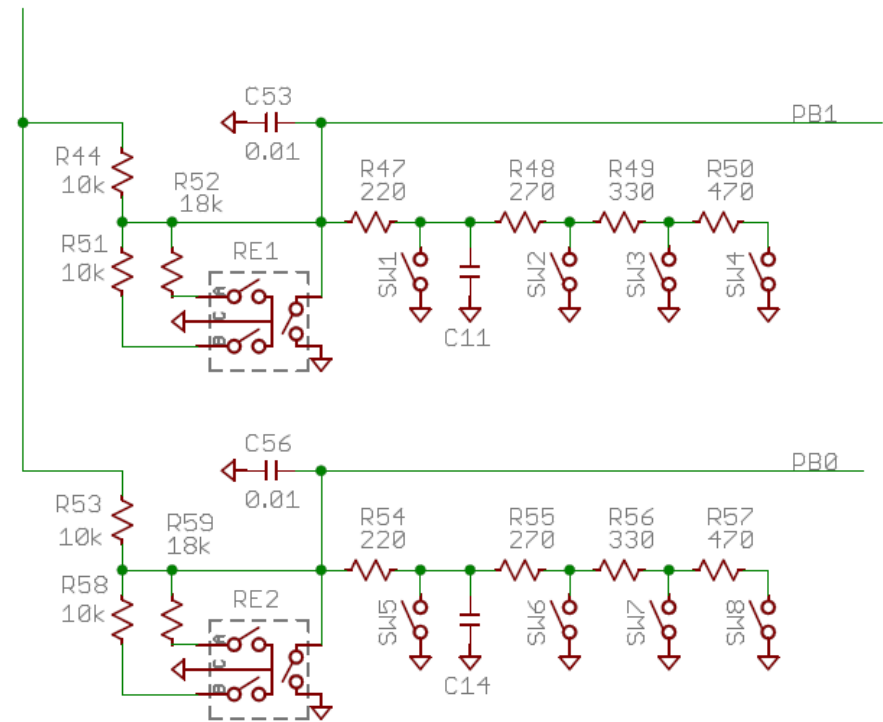 C53
PB1
0.01
R44
10k
R52
18k
R47
220
R48
270
R49
330
R50
470
R51
10k
RE1
A
C
B
SW1
SW2
SW3
SW4
C11
C56
PB0
0.01
R53
10k
R59
18k
R54
220
R55
270
R56
330
R57
470
R58
10k
RE2
A
C
B
SW5
SW6
SW7
SW8
C14